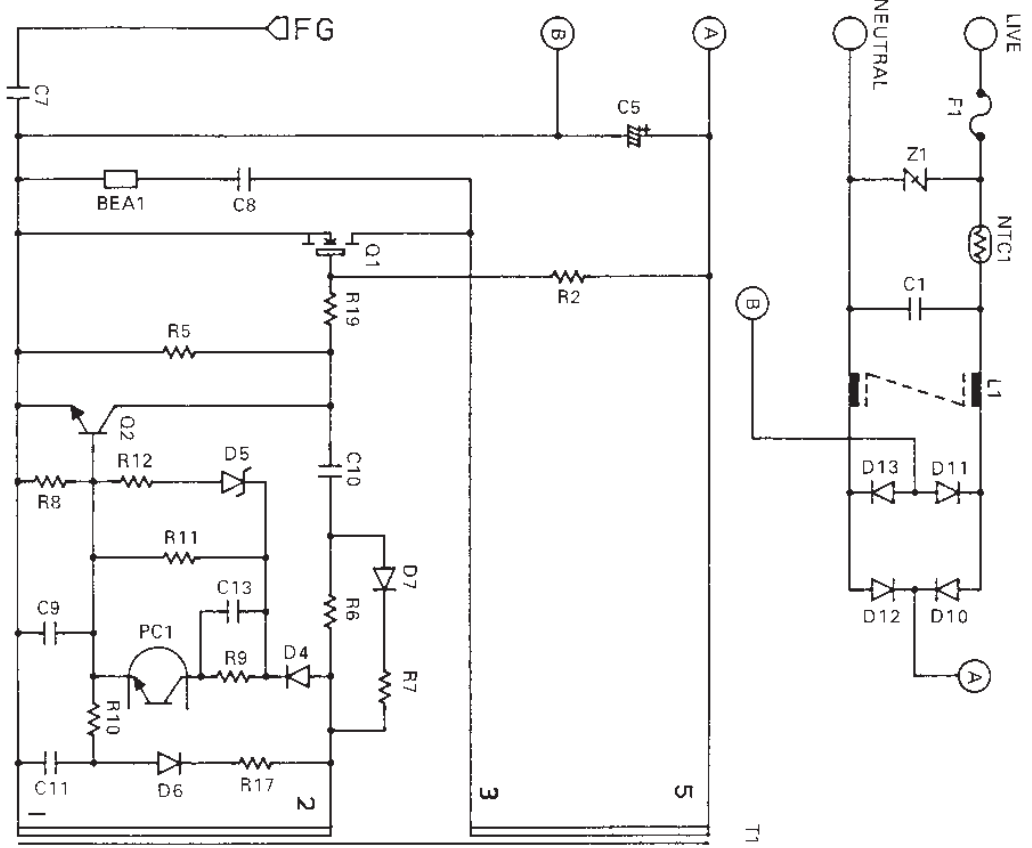 FG
B
A
NEUTRAL
LIVE
C7
C5
F1
Z1
BEA1
C8
NTC1
Q1
C1
R2
B
R19
R5
L1
Q2
D5
C10
D13
D11
R12
R8
R11
D7
C13
R6
C9
PC1
D12
D10
R9
D4
R7
A
R10
C11
D6
R17
1
2
3
5
T1